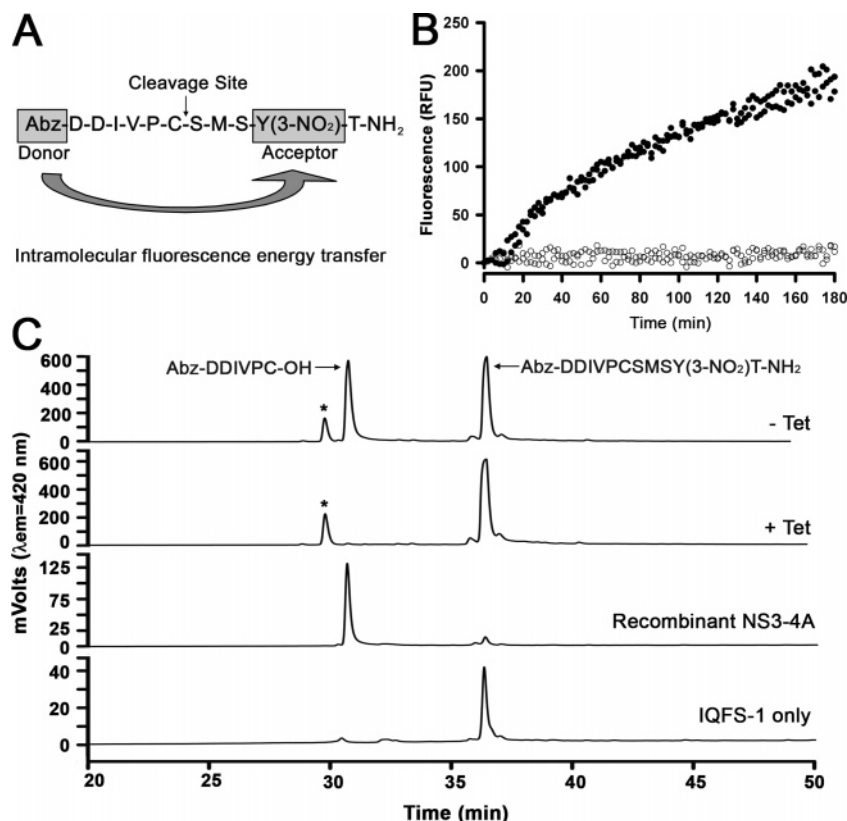 A
Cleavage Site
Abz-D-D-I-V-P-C-S-M-S-Y(3-NO₂)-T-NH₂
Donor
Acceptor
Intramolecular fluorescence energy transfer
B
Fluorescence (RFU)
250
200
150
100
50
0
0 20 40 60 80 100 120 140 160 180
Time (min)
C
mVolts (λem=420 nm)
600
400
200
0
Abz-DDIVPC-OH
Abz-DDIVPCSMSY(3-NO₂)T-NH₂
*
- Tet
600
400
200
0
*
+ Tet
125
75
25
0
Recombinant NS3-4A
40
20
0
IQFS-1 only
20 25 30 35 40 45 50
Time (min)